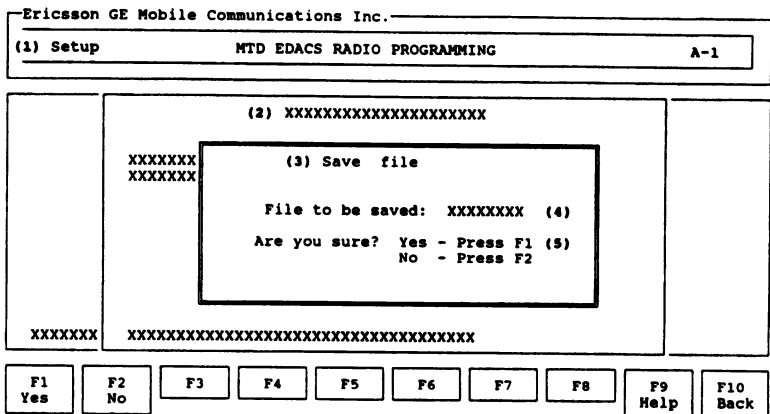 Ericsson GE Mobile Communications Inc.
(1) Setup MTD EDACS RADIO PROGRAMMING A-1
(2) XXXXXXXXXXXXXXXXXXXXX
XXXXXXX (3) Save file
XXXXXXX
File to be saved: XXXXXXXX (4)
Are you sure? Yes - Press F1 (5)
No - Press F2
XXXXXXX XXXXXXXXXXXXXXXXXXXXXXXXXXXXXXXXXXXX
F1 F2 F3 F4 F5 F6 F7 F8 F9 F10
Yes No Help Back